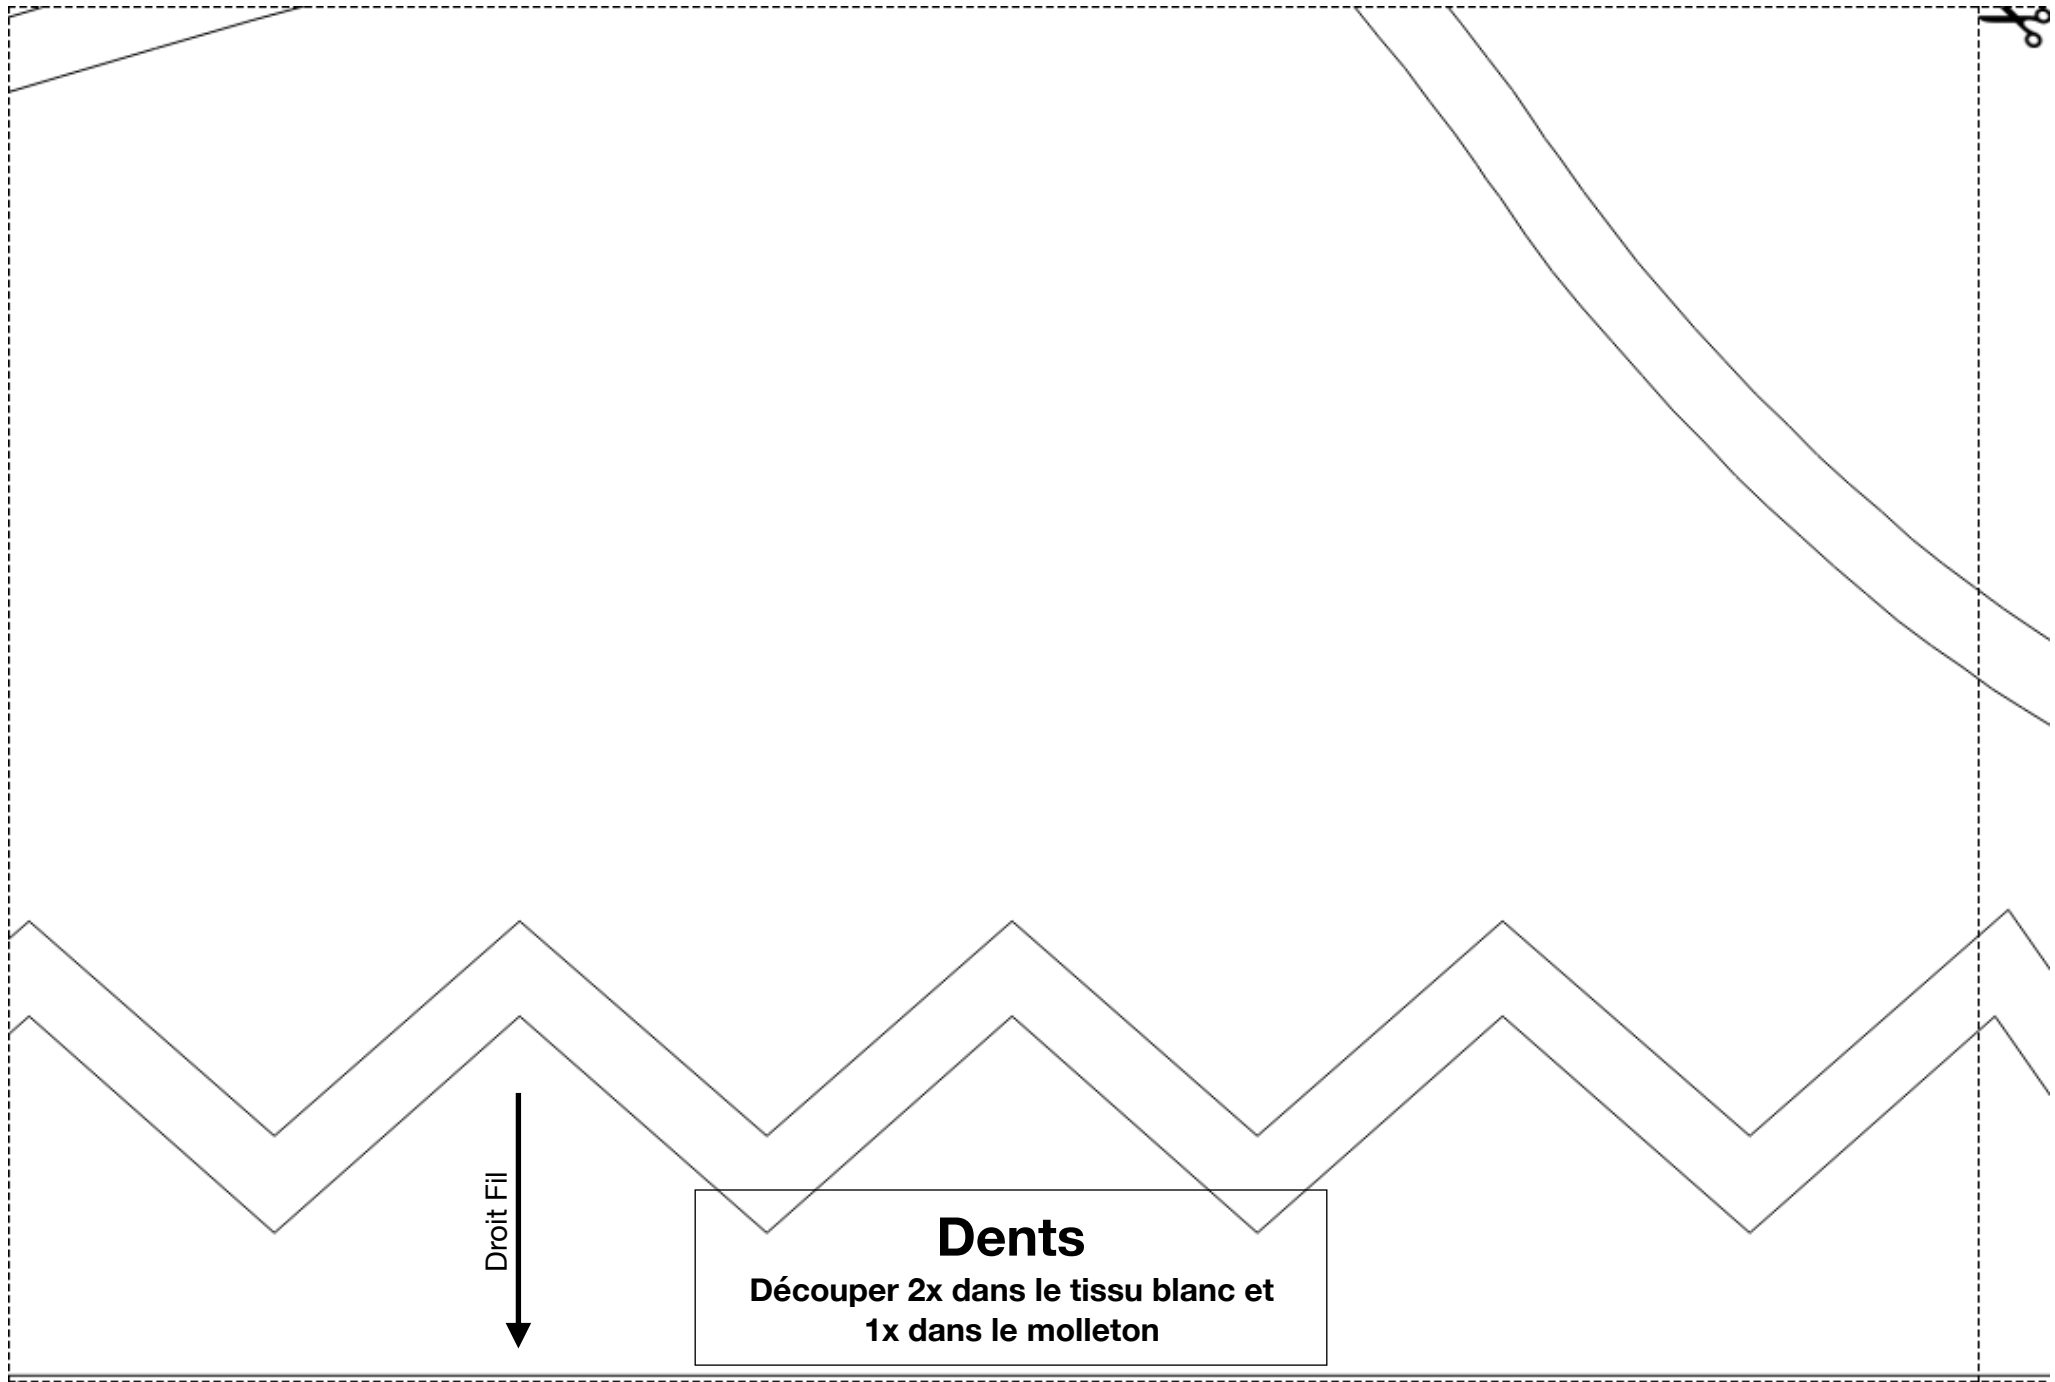 Droit Fil
Dents
Découper 2x dans le tissu blanc et
1x dans le molleton